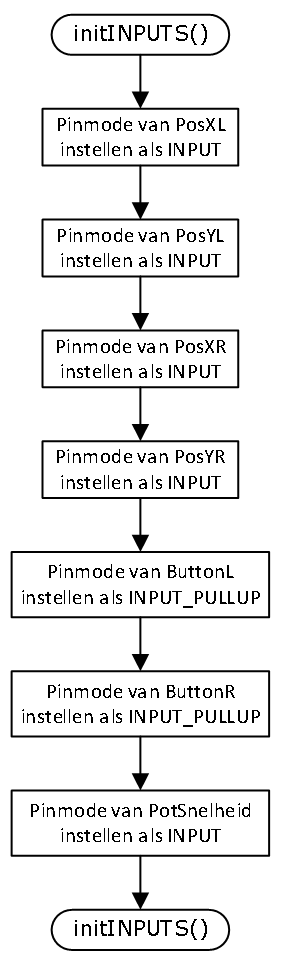 initINPUTS()
Pinmode van PosXL
instellen als INPUT
Pinmode van PosYL
instellen als INPUT
Pinmode van PosXR
instellen als INPUT
Pinmode van PosYR
instellen als INPUT
Pinmode van ButtonL
instellen als INPUT_PULLUP
Pinmode van ButtonR
instellen als INPUT_PULLUP
Pinmode van PotSnelheid
instellen als INPUT
initINPUTS()